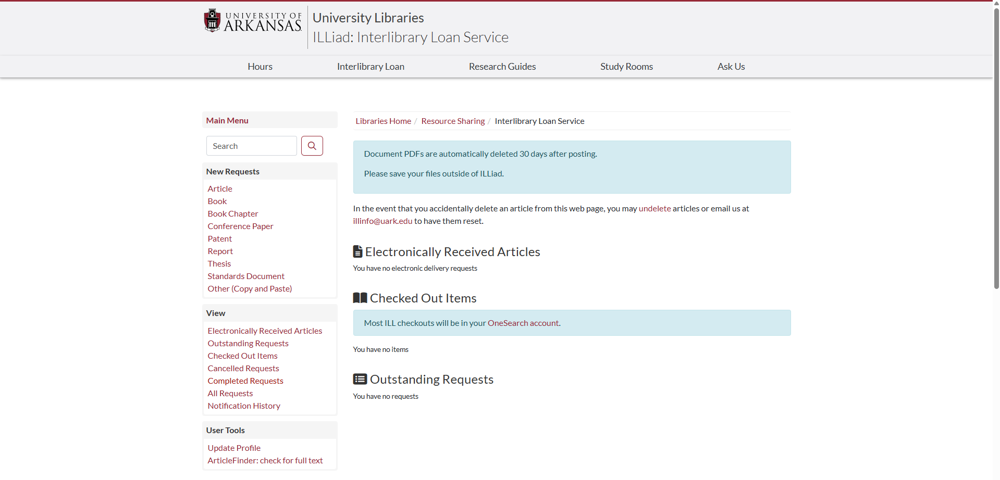 UNIVERSITY OF
ARKANSAS
University Libraries
ILLiad: Interlibrary Loan Service
Hours
Interlibrary Loan
Research Guides
Study Rooms
Ask Us
Main Menu
Search
New Requests
Article
Book
Book Chapter
Conference Paper
Patent
Report
Thesis
Standards Document
Other (Copy and Paste)
View
Electronically Received Articles
Outstanding Requests
Checked Out Items
Cancelled Requests
Completed Requests
All Requests
Notification History
User Tools
Update Profile
ArticleFinder: check for full text
Libraries Home / Resource Sharing / Interlibrary Loan Service
Document PDFs are automatically deleted 30 days after posting.
Please save your files outside of ILLiad.
In the event that you accidentally delete an article from this web page, you may undelete articles or email us at
illinfo@uark.edu to have them reset.
Electronically Received Articles
You have no electronic delivery requests
Checked Out Items
Most ILL checkouts will be in your OneSearch account.
You have no items
Outstanding Requests
You have no requests